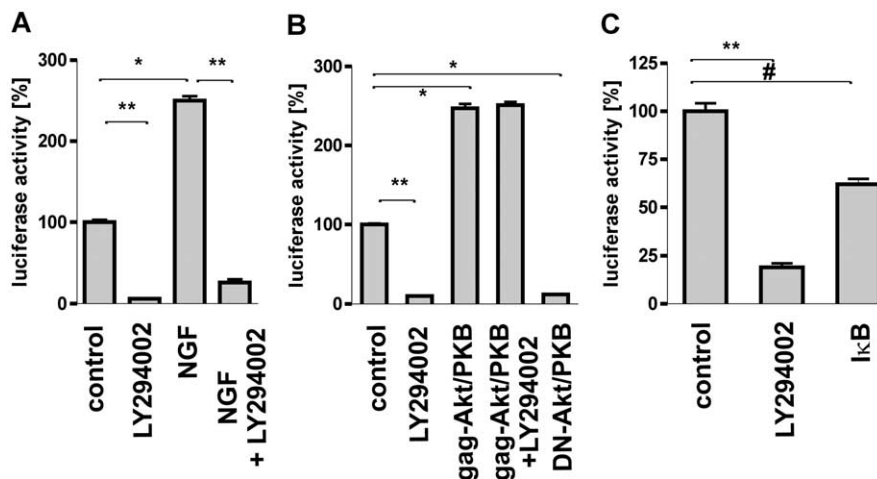 A
luciferase activity [%]
300
200
100
0
*
**
**
control
LY294002
NGF
NGF
+ LY294002
B
luciferase activity [%]
300
200
100
0
*
*
**
control
LY294002
gag-Akt/PKB
gag-Akt/PKB
+LY294002
DN-Akt/PKB
C
luciferase activity [%]
125
100
75
50
25
0
**
#
control
LY294002
IκB